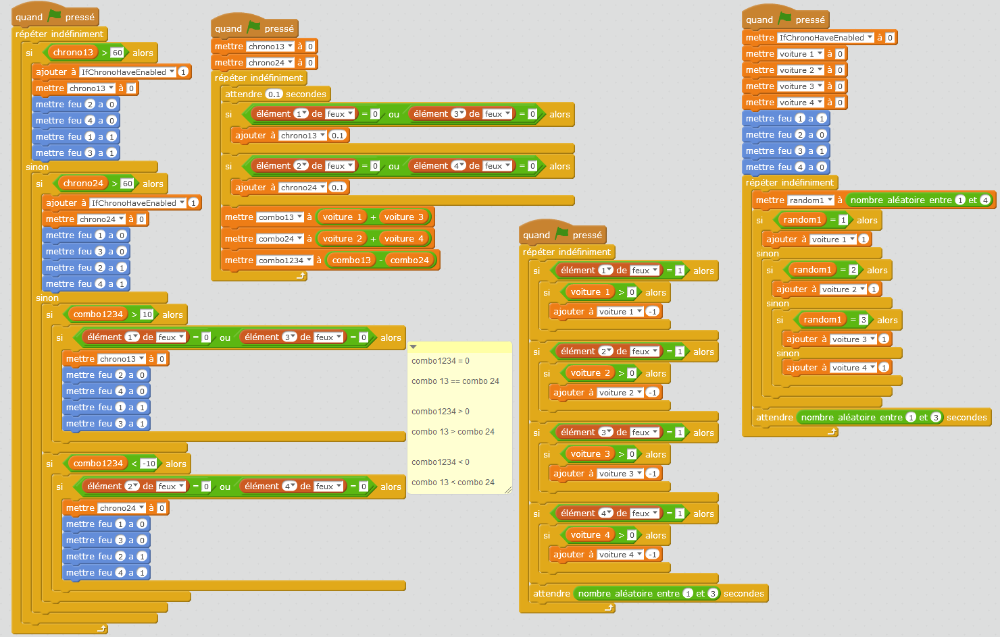 quand pressé
répéter indéfiniment
si chrono13 > 60 alors
ajouter à IfChronoHaveEnabled 1
mettre chrono13 à 0
mettre feu 2 a 0
mettre feu 4 a 0
mettre feu 1 a 1
mettre feu 3 a 1
sinon
si chrono24 > 60 alors
ajouter à IfChronoHaveEnabled 1
mettre chrono24 à 0
mettre feu 1 a 0
mettre feu 3 a 0
mettre feu 2 a 1
mettre feu 4 a 1
sinon
si combo1234 > 10 alors
si élément 1 de feux = 0 ou élément 3 de feux = 0 alors
mettre chrono13 à 0
mettre feu 2 a 0
mettre feu 4 a 0
mettre feu 1 a 1
mettre feu 3 a 1
si combo1234 < -10 alors
si élément 2 de feux = 0 ou élément 4 de feux = 0 alors
mettre chrono24 à 0
mettre feu 1 a 0
mettre feu 3 a 0
mettre feu 2 a 1
mettre feu 4 a 1
quand pressé
mettre chrono13 à 0
mettre chrono24 à 0
répéter indéfiniment
attendre 0.1 secondes
si élément 1 de feux = 0 ou élément 3 de feux = 0 alors
ajouter à chrono13 0.1
si élément 2 de feux = 0 ou élément 4 de feux = 0 alors
ajouter à chrono24 0.1
mettre combo13 à voiture 1 + voiture 3
mettre combo24 à voiture 2 + voiture 4
mettre combo1234 à combo13 - combo24
combo1234 = 0
combo 13 == combo 24
combo1234 > 0
combo 13 > combo 24
combo1234 < 0
combo 13 < combo 24
quand pressé
répéter indéfiniment
si élément 1 de feux = 1 alors
si voiture 1 > 0 alors
ajouter à voiture 1 -1
si élément 2 de feux = 1 alors
si voiture 2 > 0 alors
ajouter à voiture 2 -1
si élément 3 de feux = 1 alors
si voiture 3 > 0 alors
ajouter à voiture 3 -1
si élément 4 de feux = 1 alors
si voiture 4 > 0 alors
ajouter à voiture 4 -1
attendre nombre aléatoire entre 1 et 3 secondes
quand pressé
mettre IfChronoHaveEnabled à 0
mettre voiture 1 à 0
mettre voiture 2 à 0
mettre voiture 3 à 0
mettre voiture 4 à 0
mettre feu 1 a 1
mettre feu 2 a 0
mettre feu 3 a 1
mettre feu 4 a 0
répéter indéfiniment
mettre random1 à nombre aléatoire entre 1 et 4
si random1 = 1 alors
ajouter à voiture 1 1
sinon
si random1 = 2 alors
ajouter à voiture 2 1
sinon
si random1 = 3 alors
ajouter à voiture 3 1
sinon
ajouter à voiture 4 1
attendre nombre aléatoire entre 1 et 3 secondes